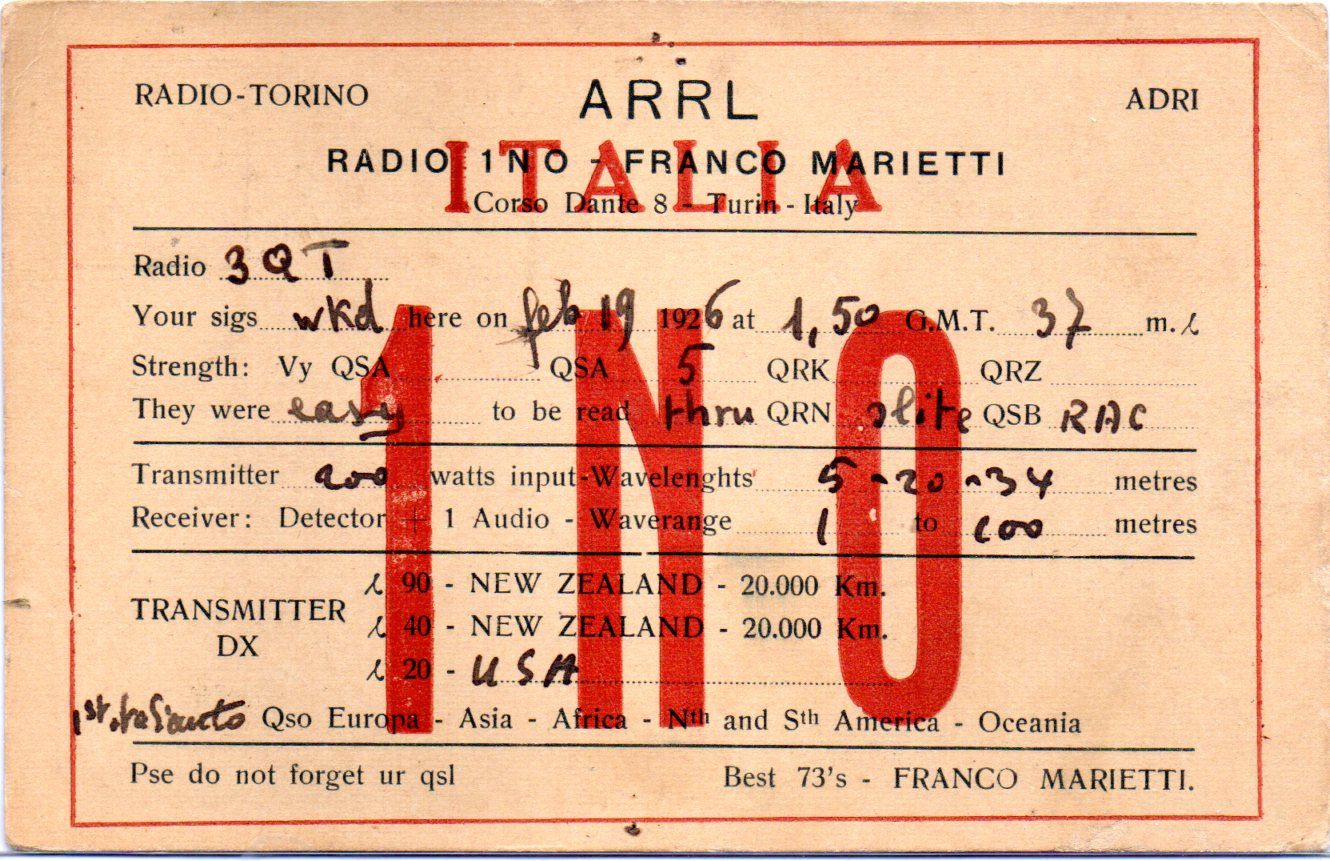 RADIO-TORINO ARRL ADRI
ITALIA
RADIO 1NO - FRANCO MARIETTI
Corso Dante 8 - Turin - Italy
Radio 3QT
Your sigs wkd here on feb 19 1926 at 1,50 G.M.T. 37 m.
Strength: Vy QSA QSA 5 QRK QRZ
They were easy to be read thru QRN slite QSB RAC
Transmitter 200 watts input-Wavelenghts 5-20-34 metres
Receiver: Detector + 1 Audio - Waverange 1 to 100 metres
1NO
90 - NEW ZEALAND - 20.000 Km.
TRANSMITTER 40 - NEW ZEALAND - 20.000 Km.
DX
20 - USA
1st Qso Europa - Asia - Africa - Nth and Sth America - Oceania
Pse do not forget ur qsl Best 73's - FRANCO MARIETTI.